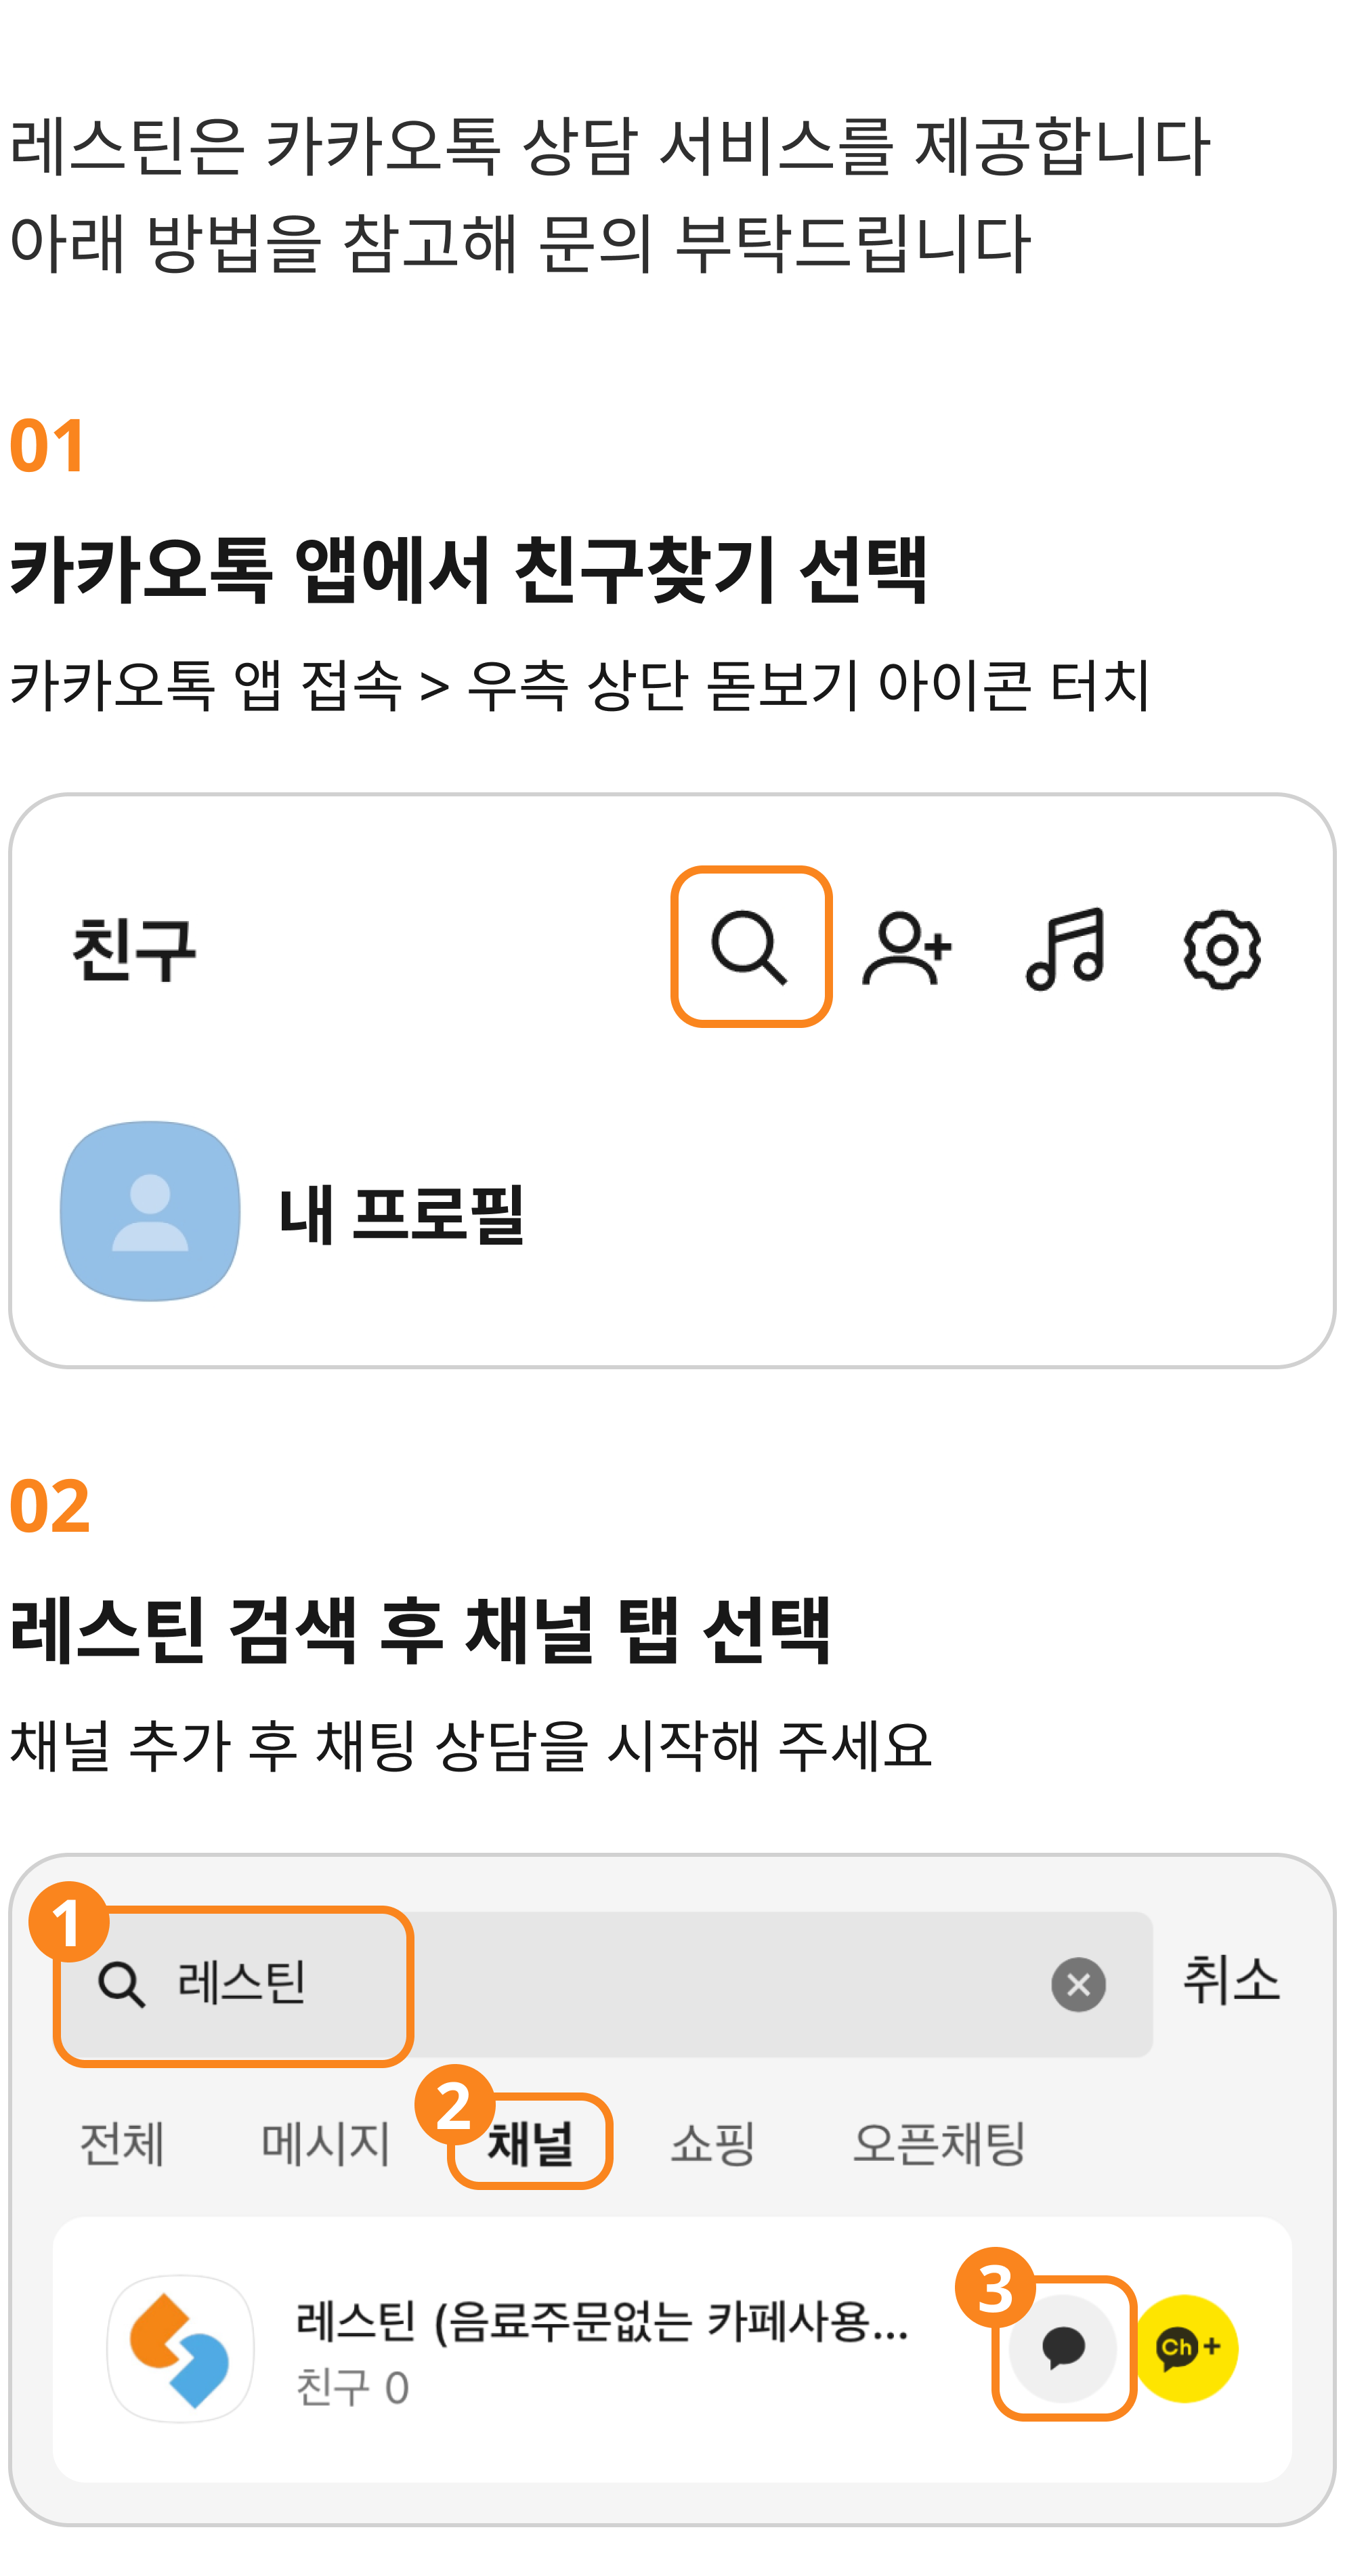 레스틴은 카카오톡 상담 서비스를 제공합니다
아래 방법을 참고해 문의 부탁드립니다
01
카카오톡 앱에서 친구찾기 선택
카카오톡 앱 접속 > 우측 상단 돋보기 아이콘 터치
친구
내 프로필
02
레스틴 검색 후 채널 탭 선택
채널 추가 후 채팅 상담을 시작해 주세요
1
레스틴
취소
2
전체 메시지 채널 쇼핑 오픈채팅
3
레스틴 (음료주문없는 카페사용...
친구 0
Ch+